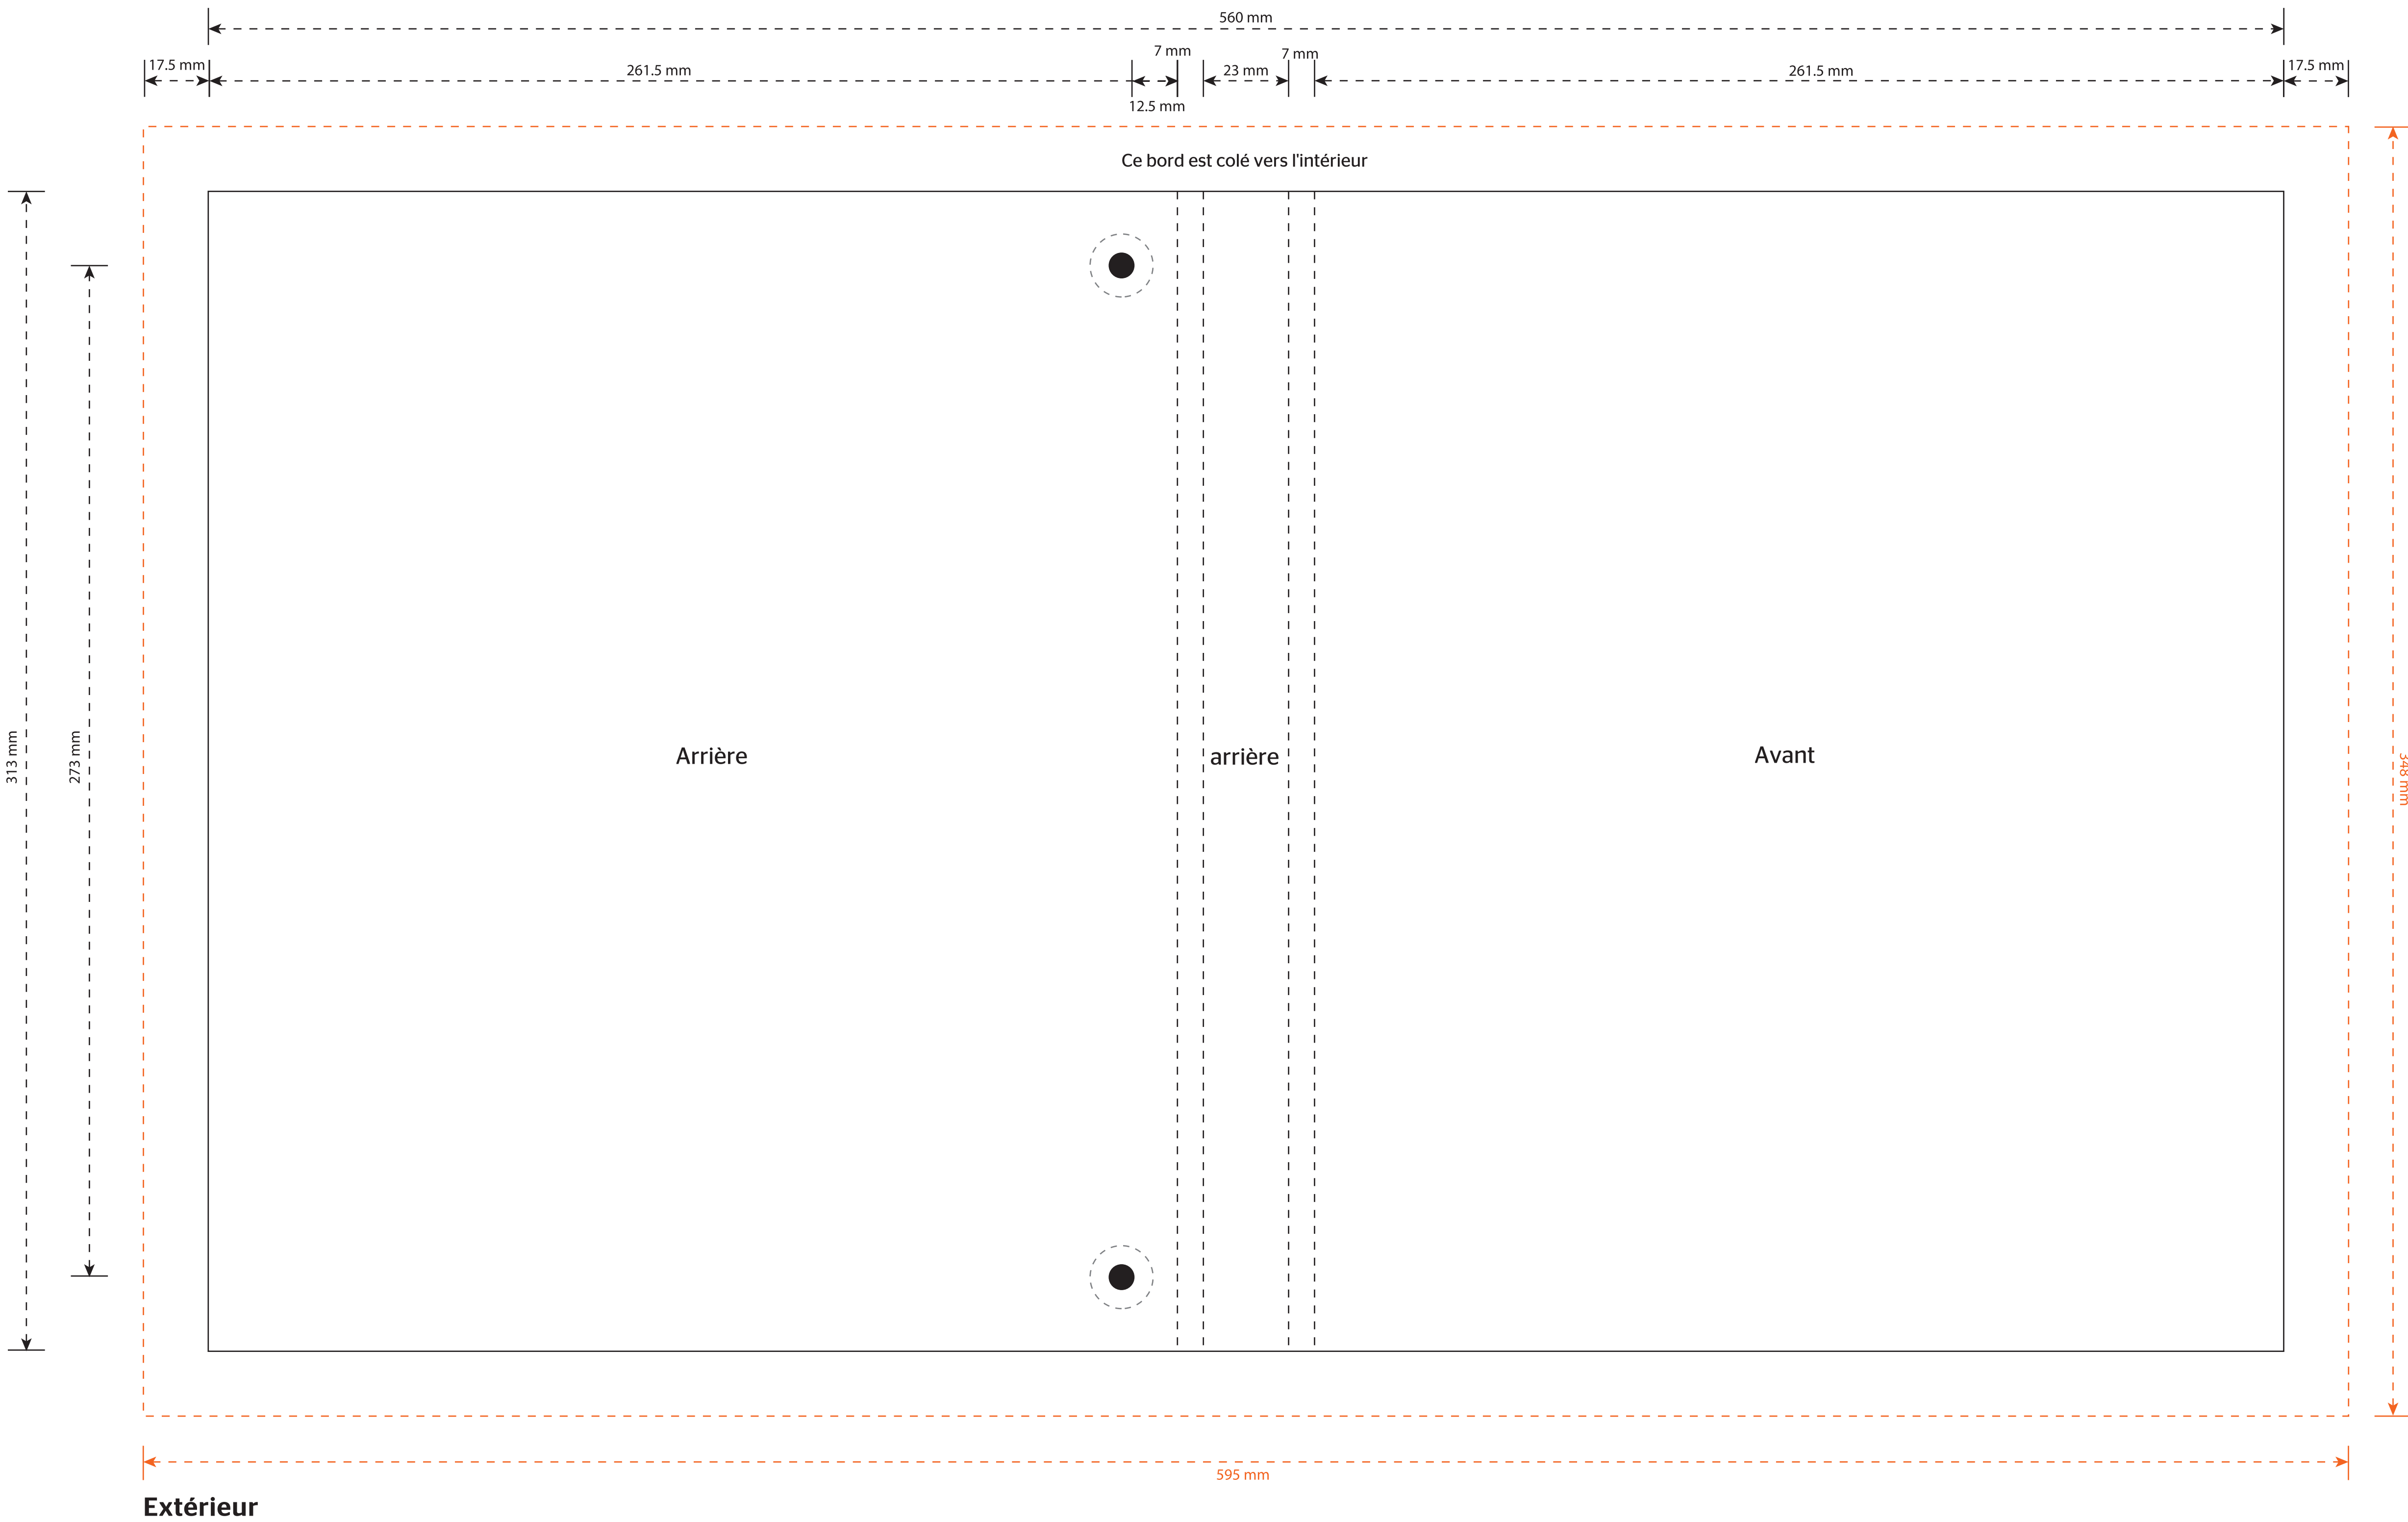 560 mm
7 mm
7 mm
17.5 mm
261.5 mm
23 mm
261.5 mm
17.5 mm
12.5 mm
Ce bord est colé vers l'intérieur
313 mm
273 mm
Arrière
arrière
Avant
348 mm
595 mm
Extérieur